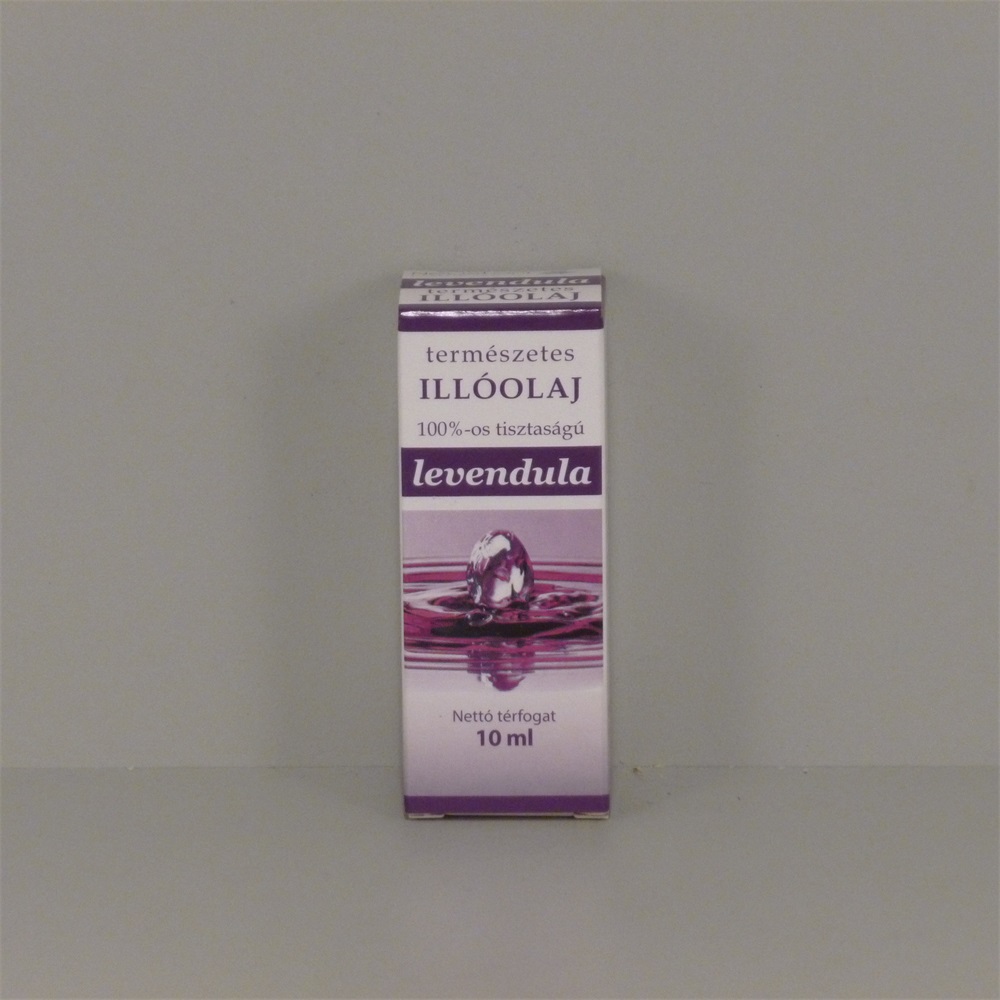 levendula
természetes
ILLÓOLAJ
természetes
ILLÓOLAJ
100%-os tisztaságú
levendula
Nettó térfogat
10 ml